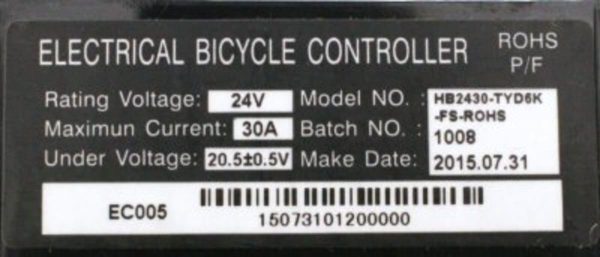 ELECTRICAL BICYCLE CONTROLLER ROHS P/F
Rating Voltage: 24V Model NO.: HB2430-TYD6K
-FS-ROHS
Maximun Current: 30A Batch NO.: 1008
Under Voltage: 20.5±0.5V Make Date: 2015.07.31
EC005
15073101200000